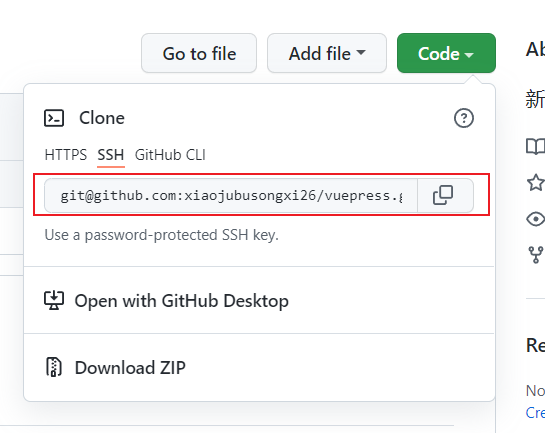 Go to file
Add file
Code
Clone
HTTPS SSH GitHub CLI
git@github.com:xiaojubusongxi26/vuepress.g
Use a password-protected SSH key.
Open with GitHub Desktop
Download ZIP
Ab
新
Re
No
Cre